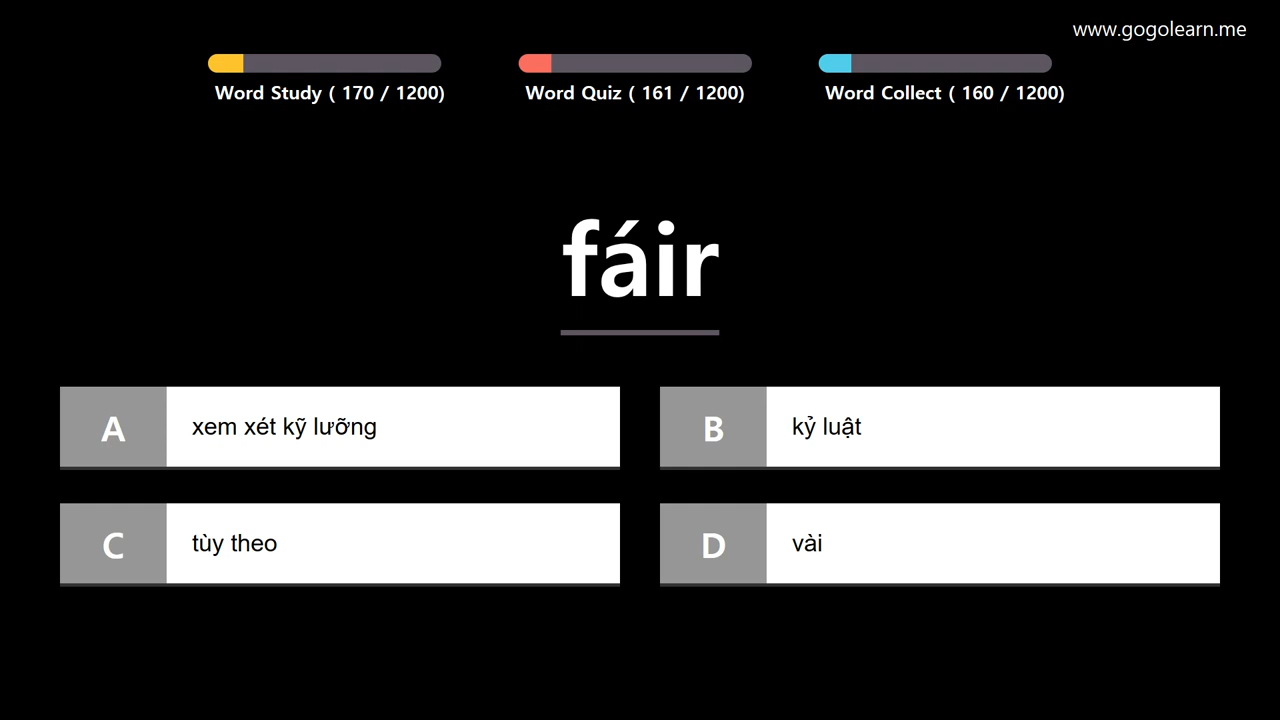 www.gogolearn.me
Word Study ( 170 / 1200)
Word Quiz ( 161 / 1200)
Word Collect ( 160 / 1200)
fáir
A
xem xét kỹ lưỡng
B
kỷ luật
C
tùy theo
D
vài